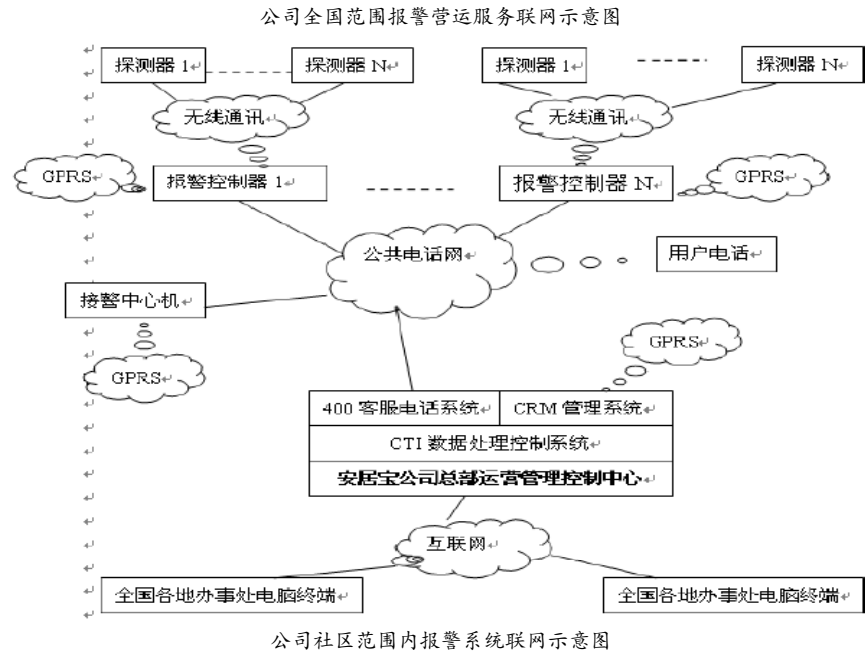 公司全国范围报警营运服务联网示意图
探测器 1 探测器 N 探测器 1 探测器 N
无线通讯 无线通讯
GPRS 报警控制器 1 报警控制器 N GPRS
公共电话网 用户电话
接警中心机
GPRS
GPRS
400 客服电话系统 CRM 管理系统
CTI 数据处理控制系统
安居宝公司总部运营管理控制中心
互联网
全国各地办事处电脑终端 全国各地办事处电脑终端
公司社区范围内报警系统联网示意图